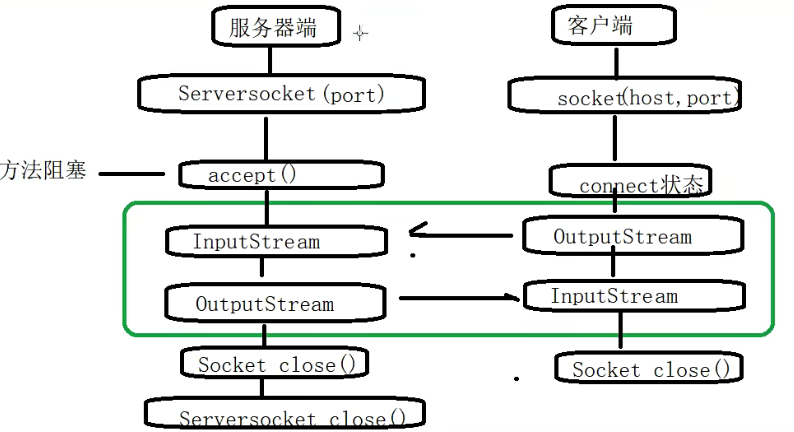 服务器端
客户端
Serversocket(port)
socket(host,port)
方法阻塞
accept()
connect状态
InputStream
OutputStream
OutputStream
InputStream
Socket close()
Socket close()
Serversocket close()